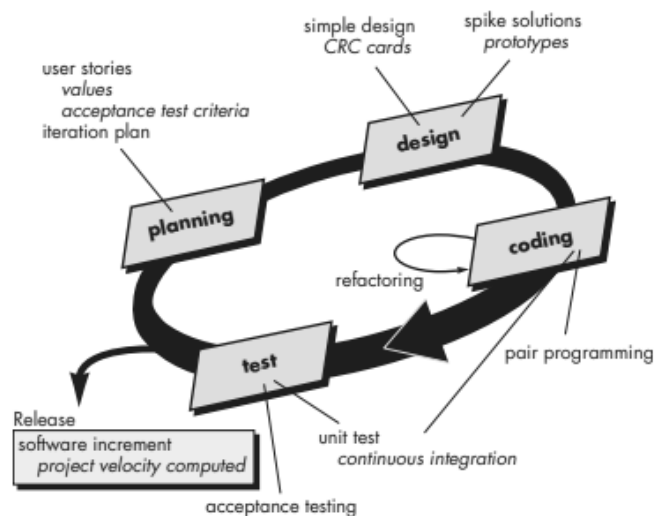 simple design
CRC cards
spike solutions
prototypes
user stories
values
acceptance test criteria
iteration plan
design
planning
coding
refactoring
test
pair programming
Release
software increment
project velocity computed
unit test
continuous integration
acceptance testing